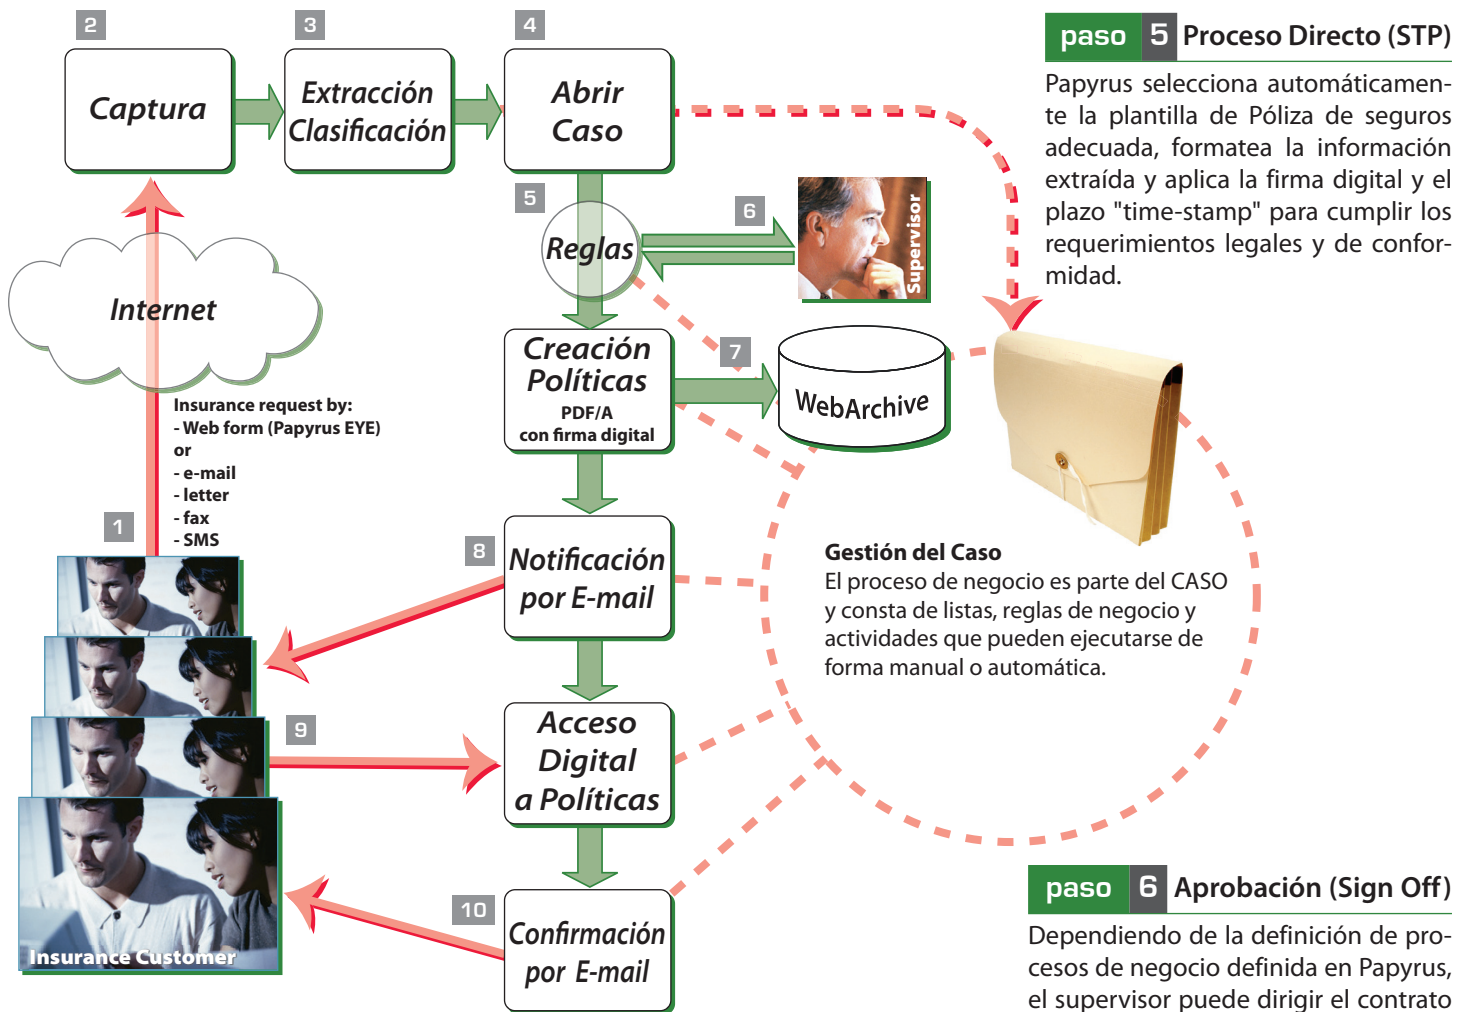 2
3
4
Captura
Extracción
Clasificación
Abrir
Caso
5
Reglas
6
Supervisor
Internet
Creación
Políticas
PDF/A
con firma digital
7
WebArchive
Insurance request by:
- Web form (Papyrus EYE)
or
- e-mail
- letter
- fax
- SMS
1
8
Notificación
por E-mail
Gestión del Caso
El proceso de negocio es parte del CASO
y consta de listas, reglas de negocio y
actividades que pueden ejecutarse de
forma manual o automática.
9
Acceso
Digital
a Políticas
10
Confirmación
por E-mail
Insurance Customer
paso 5 Proceso Directo (STP)
Papyrus selecciona automáticamen-
te la plantilla de Póliza de seguros
adecuada, formatea la información
extraída y aplica la firma digital y el
plazo "time-stamp" para cumplir los
requerimientos legales y de confor-
midad.
paso 6 Aprobación (Sign Off)
Dependiendo de la definición de pro-
cesos de negocio definida en Papyrus,
el supervisor puede dirigir el contrato